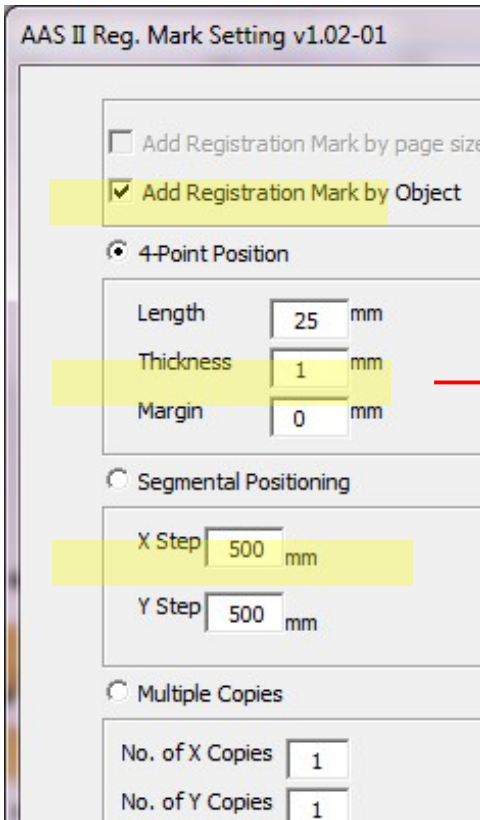 AAS II Reg. Mark Setting v1.02-01
Add Registration Mark by page size
Add Registration Mark by Object
4-Point Position
Length 25 mm
Thickness 1 mm
Margin 0 mm
Segmental Positioning
X Step 500 mm
Y Step 500 mm
Multiple Copies
No. of X Copies 1
No. of Y Copies 1